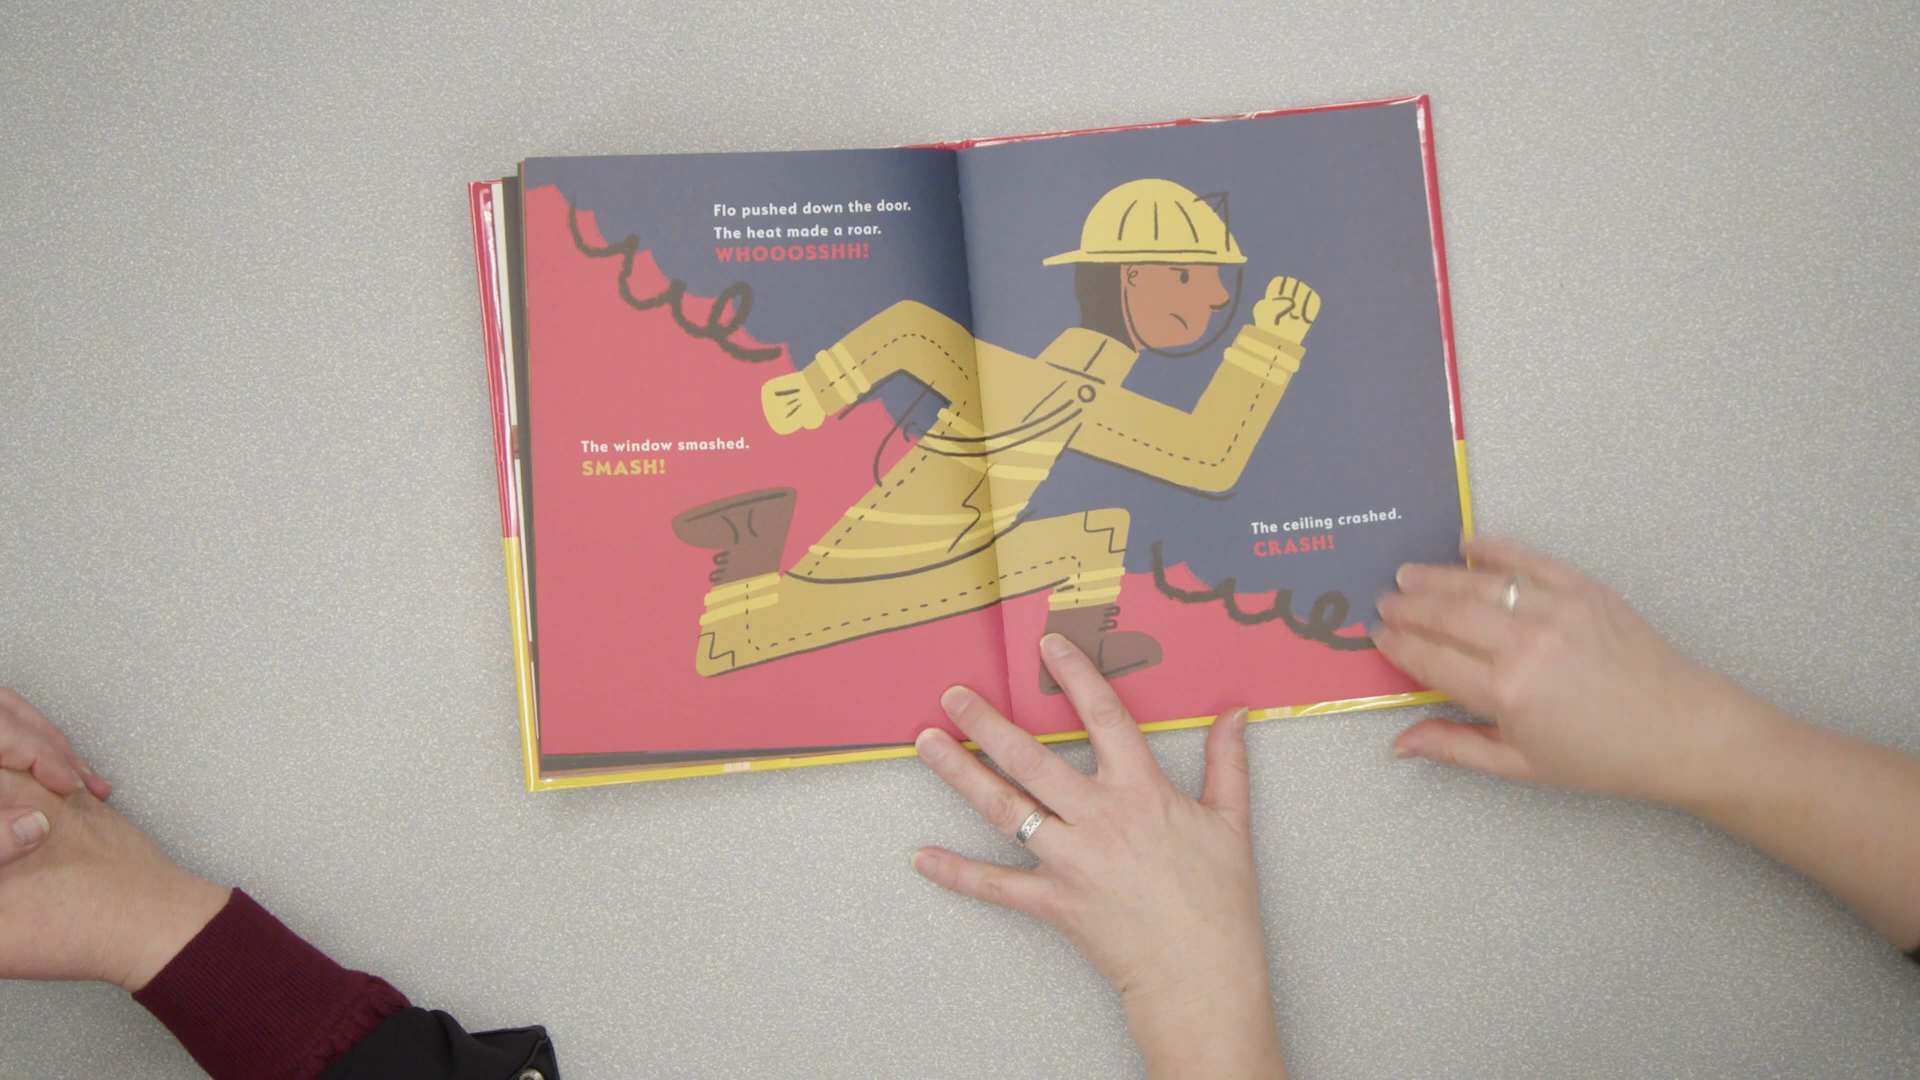 Flo pushed down the door.
The heat made a roar.
WHOOOSSHH!
The window smashed.
SMASH!
The ceiling crashed.
CRASH!